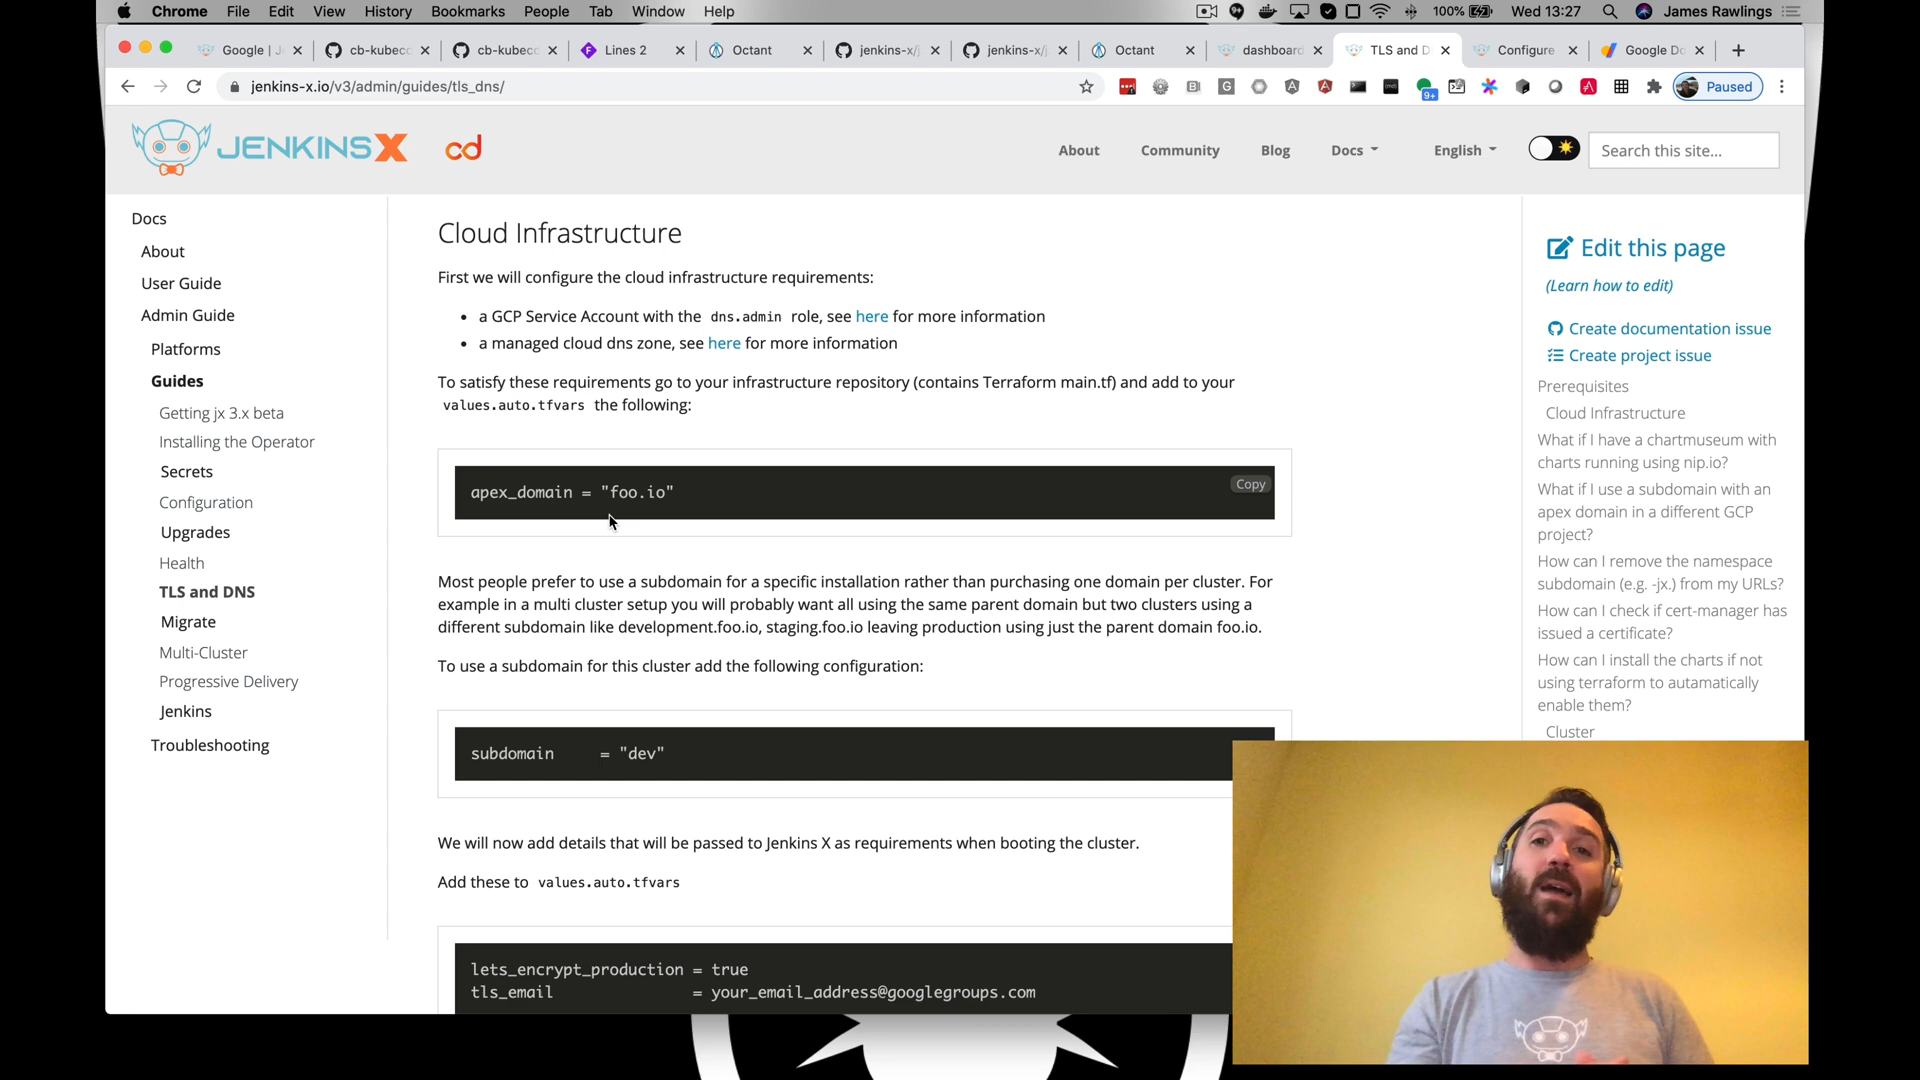 Chrome File Edit View History Bookmarks People Tab Window Help 100% Wed 13:27 James Rawlings
Google | J cb-kubec cb-kubec Lines 2 Octant jenkins-x/j jenkins-x/j Octant dashboard TLS and D Configure Google Do
jenkins-x.io/v3/admin/guides/tls_dns/ 9+ Paused
JENKINSX cd About Community Blog Docs English Search this site...
Docs
About
User Guide
Admin Guide
Platforms
Guides
Getting jx 3.x beta
Installing the Operator
Secrets
Configuration
Upgrades
Health
TLS and DNS
Migrate
Multi-Cluster
Progressive Delivery
Jenkins
Troubleshooting
Cloud Infrastructure
First we will configure the cloud infrastructure requirements:
• a GCP Service Account with the dns.admin role, see here for more information
• a managed cloud dns zone, see here for more information
To satisfy these requirements go to your infrastructure repository (contains Terraform main.tf) and add to your
values.auto.tfvars the following:
apex_domain = "foo.io"
Copy
Most people prefer to use a subdomain for a specific installation rather than purchasing one domain per cluster. For
example in a multi cluster setup you will probably want all using the same parent domain but two clusters using a
different subdomain like development.foo.io, staging.foo.io leaving production using just the parent domain foo.io.
To use a subdomain for this cluster add the following configuration:
subdomain = "dev"
We will now add details that will be passed to Jenkins X as requirements when booting the cluster.
Add these to values.auto.tfvars
lets_encrypt_production = true
tls_email = your_email_address@googlegroups.com
Edit this page
(Learn how to edit)
Create documentation issue
Create project issue
Prerequisites
Cloud Infrastructure
What if I have a chartmuseum with
charts running using nip.io?
What if I use a subdomain with an
apex domain in a different GCP
project?
How can I remove the namespace
subdomain (e.g. -jx.) from my URLs?
How can I check if cert-manager has
issued a certificate?
How can I install the charts if not
using terraform to autamatically
enable them?
Cluster